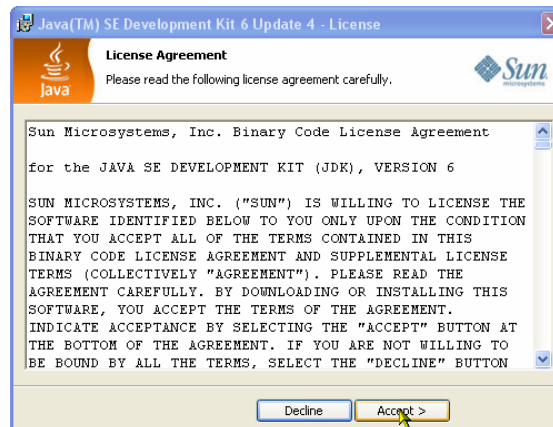 Java(TM) SE Development Kit 6 Update 4 - License
License Agreement
Please read the following license agreement carefully.
Java
Sun
microsystems
Sun Microsystems, Inc. Binary Code License Agreement
for the JAVA SE DEVELOPMENT KIT (JDK), VERSION 6
SUN MICROSYSTEMS, INC. ("SUN") IS WILLING TO LICENSE THE
SOFTWARE IDENTIFIED BELOW TO YOU ONLY UPON THE CONDITION
THAT YOU ACCEPT ALL OF THE TERMS CONTAINED IN THIS
BINARY CODE LICENSE AGREEMENT AND SUPPLEMENTAL LICENSE
TERMS (COLLECTIVELY "AGREEMENT"). PLEASE READ THE
AGREEMENT CAREFULLY. BY DOWNLOADING OR INSTALLING THIS
SOFTWARE, YOU ACCEPT THE TERMS OF THE AGREEMENT.
INDICATE ACCEPTANCE BY SELECTING THE "ACCEPT" BUTTON AT
THE BOTTOM OF THE AGREEMENT. IF YOU ARE NOT WILLING TO
BE BOUND BY ALL THE TERMS, SELECT THE "DECLINE" BUTTON
Decline
Accept >